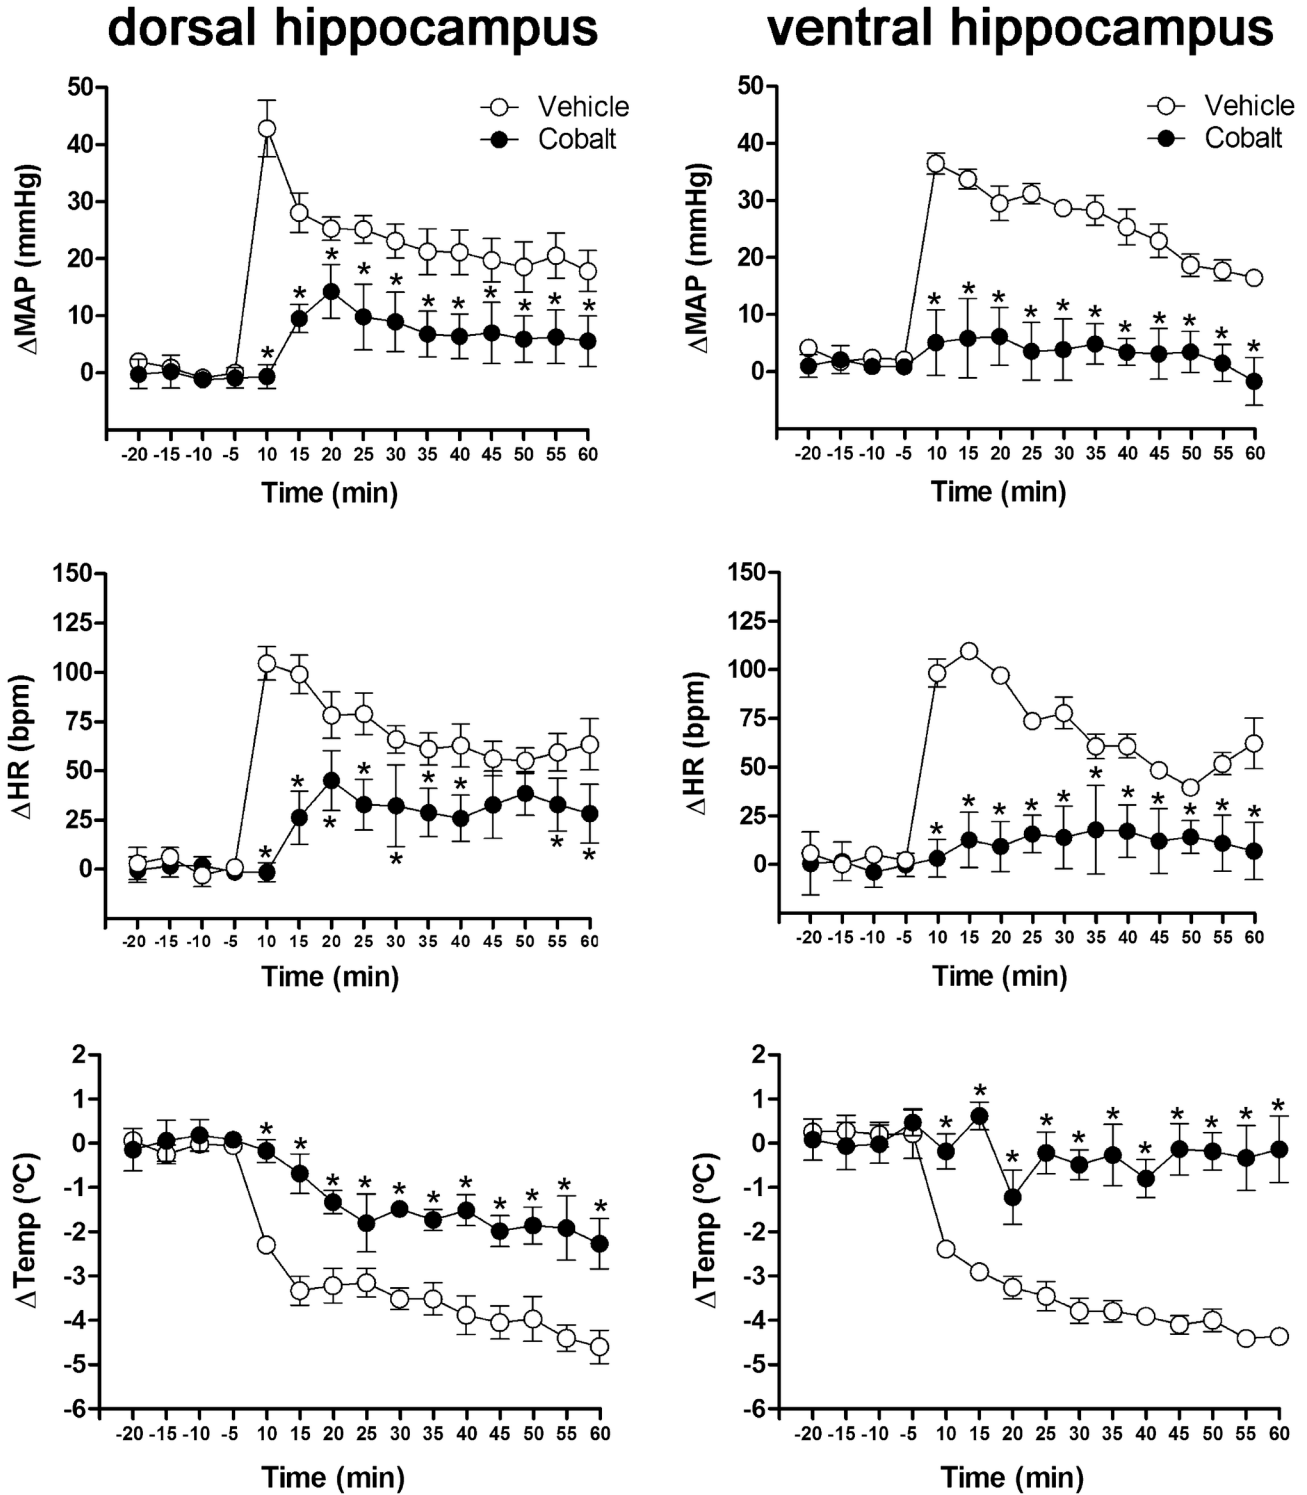 dorsal hippocampus
ventral hippocampus
50
40
30
20
10
0
ΔMAP (mmHg)
Vehicle
Cobalt
* * * * * * * * * * *
-20 -15 -10 -5 10 15 20 25 30 35 40 45 50 55 60
Time (min)
50
40
30
20
10
0
ΔMAP (mmHg)
Vehicle
Cobalt
* * * * * * * * * * *
-20 -15 -10 -5 10 15 20 25 30 35 40 45 50 55 60
Time (min)
150
125
100
75
50
25
0
ΔHR (bpm)
* * * * * * * * *
-20 -15 -10 -5 10 15 20 25 30 35 40 45 50 55 60
Time (min)
150
125
100
75
50
25
0
ΔHR (bpm)
* * * * * * * * * * *
-20 -15 -10 -5 10 15 20 25 30 35 40 45 50 55 60
Time (min)
2
1
0
-1
-2
-3
-4
-5
-6
ΔTemp (ºC)
* * * * * * * * * * *
-20 -15 -10 -5 10 15 20 25 30 35 40 45 50 55 60
Time (min)
2
1
0
-1
-2
-3
-4
-5
-6
ΔTemp (ºC)
* * * * * * * * * * *
-20 -15 -10 -5 10 15 20 25 30 35 40 45 50 55 60
Time (min)